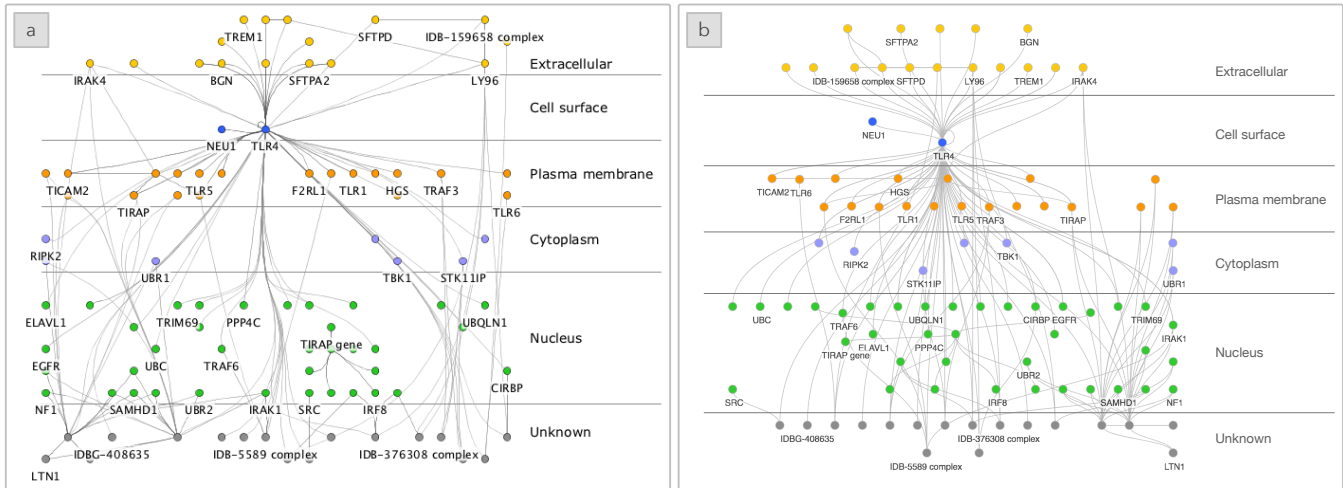 a
TREM1 SFTPD IDB-159658 complex
IRAK4 BGN SFTPA2 LY96 Extracellular
Cell surface
NEU1 TLR4
Plasma membrane
TICAM2 TLR5 F2RL1 TLR1 HGS TRAF3
TIRAP TLR6
Cytoplasm
RIPK2
UBR1 TBK1 STK11IP
ELAVL1 TRIM69 PPP4C UBQLN1
Nucleus
TIRAP gene
EGFR UBC TRAF6
CIRBP
NF1 SAMHD1 UBR2 IRAK1 SRC IRF8
Unknown
IDBG-408635 IDB-5589 complex IDB-376308 complex
LTN1
b
SFTPA2 BGN
Extracellular
IDB-159658 complex SFTPD LY96 TREM1 IRAK4
NEU1
Cell surface
TLR4
TICAM2 TLR6 HGS
Plasma membrane
F2RL1 TLR1 TLR5 TRAF3 TIRAP
RIPK2 TBK1
Cytoplasm
STK11IP UBR1
UBC TRAF6 UBQLN1 CIRBP EGFR TRIM69
IRAK1
ELAVL1 PPP4C
TIRAP gene
Nucleus
UBR2
SRC IRF8 SAMHD1 NF1
IDBG-408635 IDB-376308 complex
Unknown
IDB-5589 complex LTN1